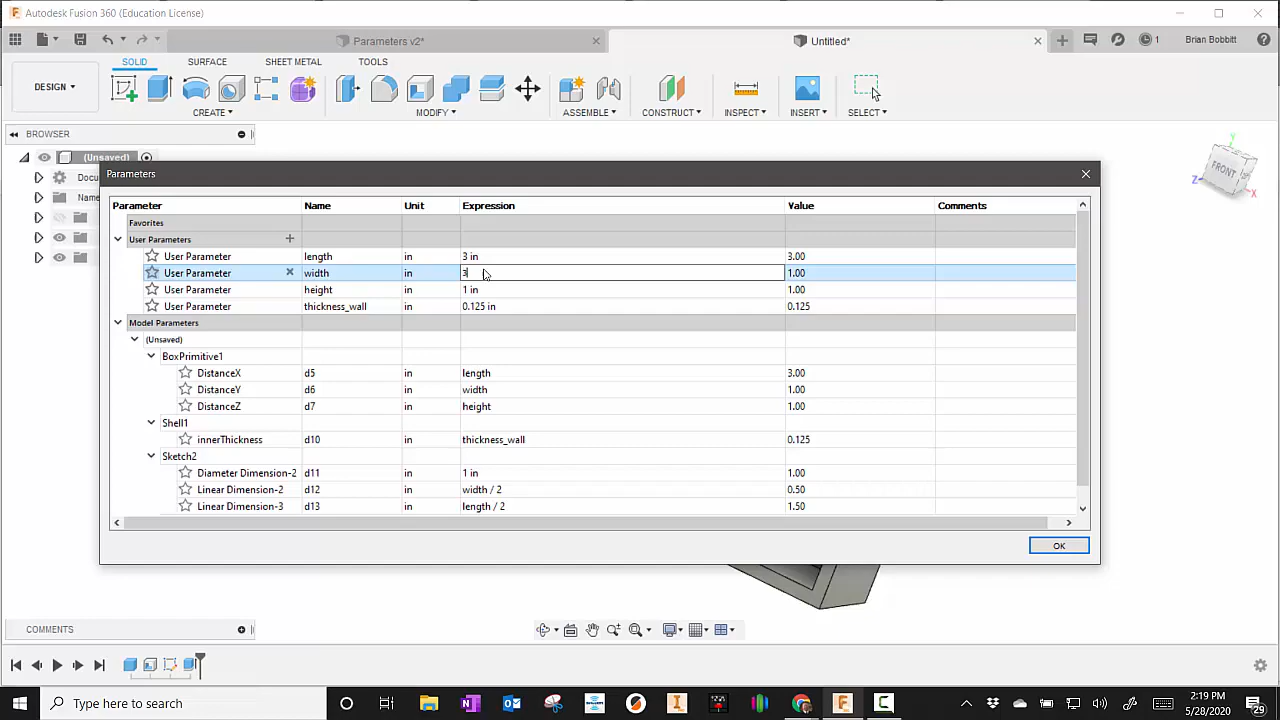 Autodesk Fusion 360 (Education License)
Parameters v2*
Untitled*
1
Brian Bobbitt
SOLID SURFACE SHEET METAL TOOLS
DESIGN
CREATE MODIFY ASSEMBLE CONSTRUCT INSPECT INSERT SELECT
BROWSER
(Unsaved)
Docu
Name
FRONT
Y
Z
X
Parameters
Parameter Name Unit Expression Value Comments
Favorites
User Parameters
User Parameter length in 3 in 3.00
User Parameter width in 3 1.00
User Parameter height in 1 in 1.00
User Parameter thickness_wall in 0.125 in 0.125
Model Parameters
(Unsaved)
BoxPrimitive1
DistanceX d5 in length 3.00
DistanceY d6 in width 1.00
DistanceZ d7 in height 1.00
Shell1
innerThickness d10 in thickness_wall 0.125
Sketch2
Diameter Dimension-2 d11 in 1 in 1.00
Linear Dimension-2 d12 in width / 2 0.50
Linear Dimension-3 d13 in length / 2 1.50
OK
COMMENTS
Type here to search
2:19 PM
5/28/2020
29